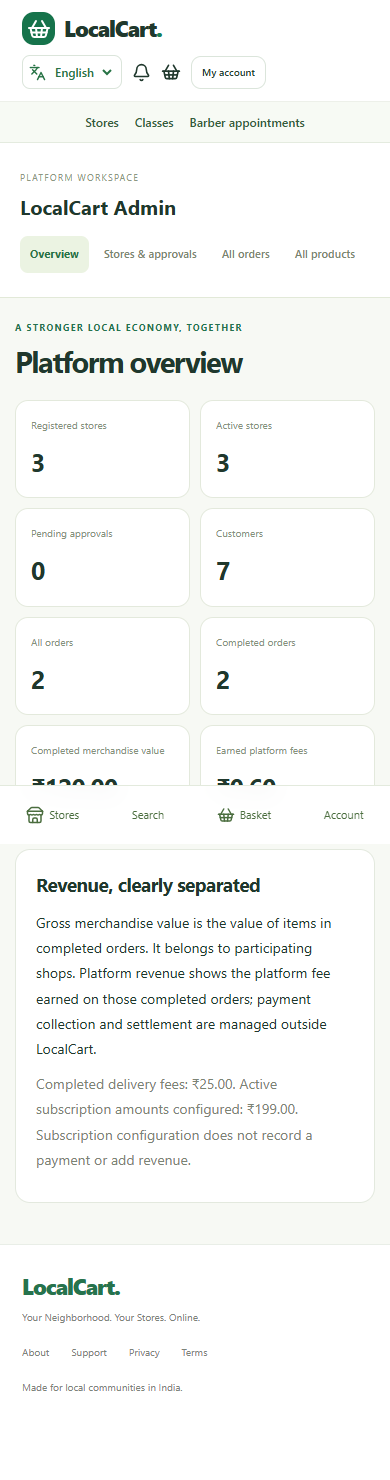 LocalCart.
English
My account
Stores Classes Barber appointments
PLATFORM WORKSPACE
LocalCart Admin
Overview Stores & approvals All orders All products
A STRONGER LOCAL ECONOMY, TOGETHER
Platform overview
Registered stores
3
Active stores
3
Pending approvals
0
Customers
7
All orders
2
Completed orders
2
Completed merchandise value
Earned platform fees
Stores Search Basket Account
Revenue, clearly separated
Gross merchandise value is the value of items in
completed orders. It belongs to participating
shops. Platform revenue shows the platform fee
earned on those completed orders; payment
collection and settlement are managed outside
LocalCart.
Completed delivery fees: ₹25.00. Active
subscription amounts configured: ₹199.00.
Subscription configuration does not record a
payment or add revenue.
LocalCart.
Your Neighborhood. Your Stores. Online.
About Support Privacy Terms
Made for local communities in India.